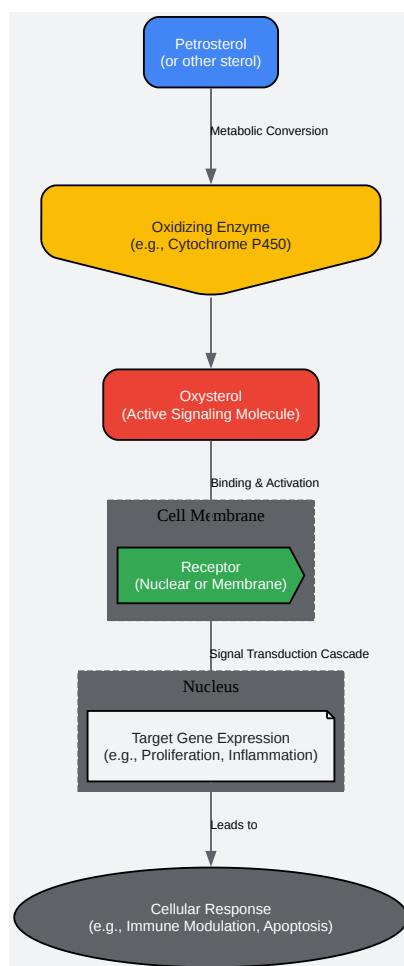 Petrosterol
(or other sterol)
Metabolic Conversion
Oxidizing Enzyme
(e.g., Cytochrome P450)
Oxysterol
(Active Signaling Molecule)
Binding & Activation
Cell Membrane
Receptor
(Nuclear or Membrane)
Signal Transduction Cascade
Nucleus
Target Gene Expression
(e.g., Proliferation, Inflammation)
Leads to
Cellular Response
(e.g., Immune Modulation, Apoptosis)